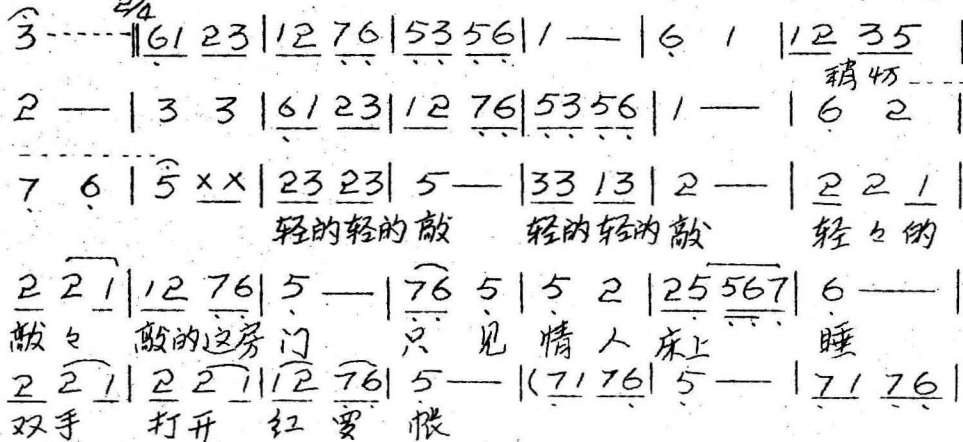 2/4
3 ------ ‖ 61 23 | 12 76 | 53 56 | 1 — | 6 1 | 12 35 |
稍切------
2 — | 3 3 | 61 23 | 12 76 | 53 56 | 1 — | 6 2 |
7 6 | 5 ×× | 23 23 | 5 — | 33 13 | 2 — | 2 2 1 |
轻的轻的敲 轻的轻的敲 轻々的
2 2 1 | 12 76 | 5 — | 76 5 | 5 2 | 25 567 | 6 — |
敲々 敲的这房门 只见情人床上 睡
2 2 1 | 2 2 1 | 12 76 | 5 — | (71 76 | 5 — | 71 76 |
双手 打开 红 帐